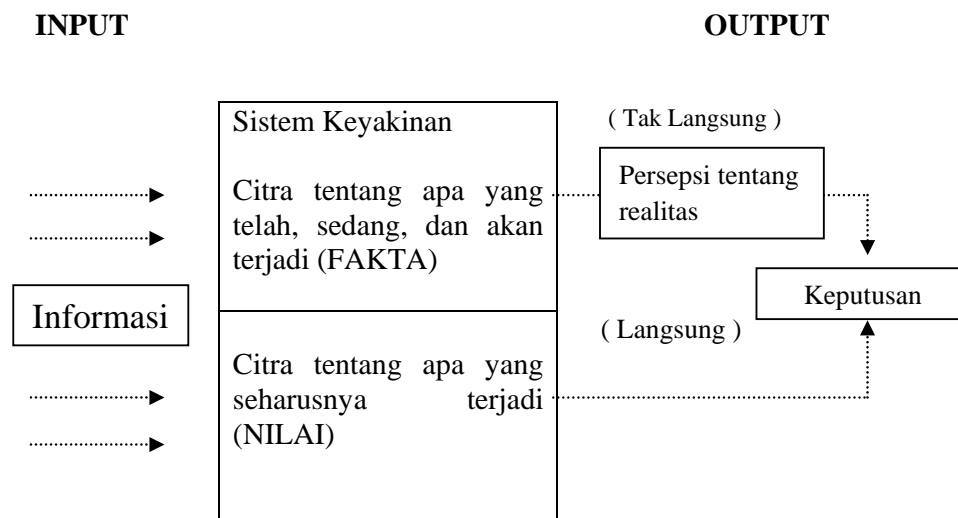 INPUT
OUTPUT
Sistem Keyakinan
Citra tentang apa yang
telah, sedang, dan akan
terjadi (FAKTA)
( Tak Langsung )
Persepsi tentang
realitas
Informasi
Keputusan
( Langsung )
Citra tentang apa yang
seharusnya terjadi
(NILAI)